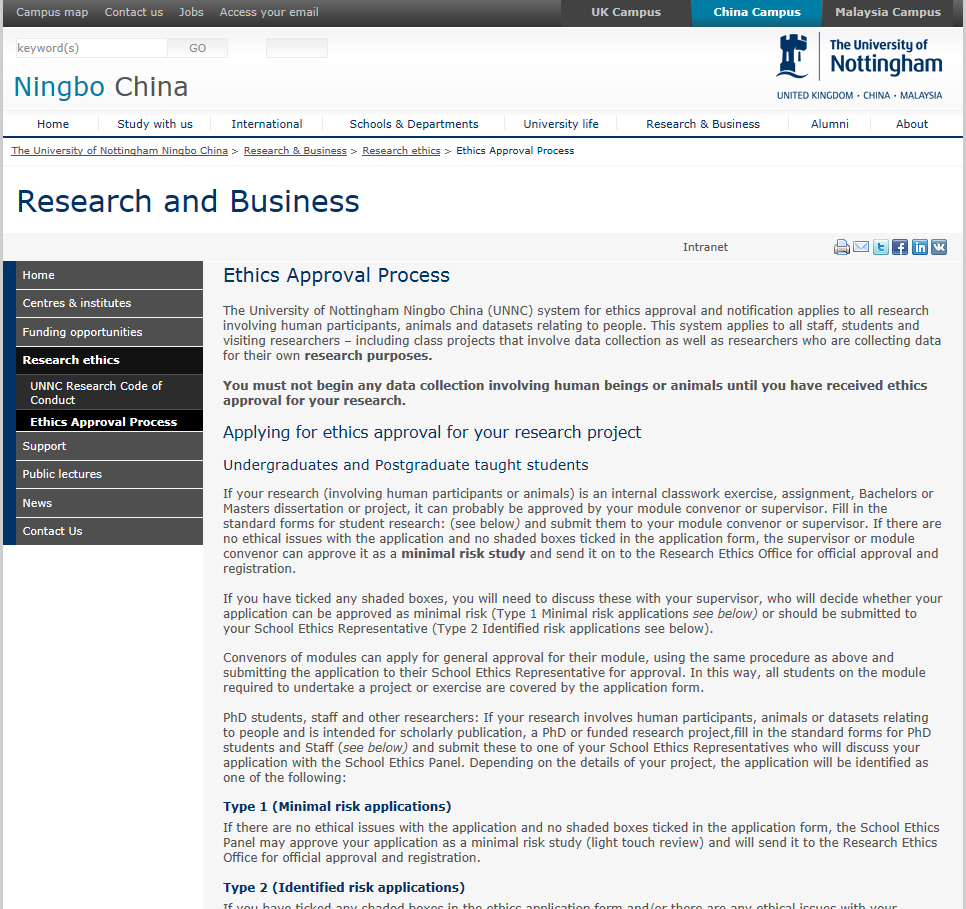 Campus map Contact us Jobs Access your email UK Campus China Campus Malaysia Campus
keyword(s) GO
The University of
Nottingham
UNITED KINGDOM · CHINA · MALAYSIA
Ningbo China
Home Study with us International Schools & Departments University life Research & Business Alumni About
The University of Nottingham Ningbo China > Research & Business > Research ethics > Ethics Approval Process
Research and Business
Intranet
Home
Centres & institutes
Funding opportunities
Research ethics
UNNC Research Code of
Conduct
Ethics Approval Process
Support
Public lectures
News
Contact Us
Ethics Approval Process
The University of Nottingham Ningbo China (UNNC) system for ethics approval and notification applies to all research
involving human participants, animals and datasets relating to people. This system applies to all staff, students and
visiting researchers – including class projects that involve data collection as well as researchers who are collecting data
for their own research purposes.
You must not begin any data collection involving human beings or animals until you have received ethics
approval for your research.
Applying for ethics approval for your research project
Undergraduates and Postgraduate taught students
If your research (involving human participants or animals) is an internal classwork exercise, assignment, Bachelors or
Masters dissertation or project, it can probably be approved by your module convenor or supervisor. Fill in the
standard forms for student research: (see below) and submit them to your module convenor or supervisor. If there are
no ethical issues with the application and no shaded boxes ticked in the application form, the supervisor or module
convenor can approve it as a minimal risk study and send it on to the Research Ethics Office for official approval and
registration.
If you have ticked any shaded boxes, you will need to discuss these with your supervisor, who will decide whether your
application can be approved as minimal risk (Type 1 Minimal risk applications see below) or should be submitted to
your School Ethics Representative (Type 2 Identified risk applications see below).
Convenors of modules can apply for general approval for their module, using the same procedure as above and
submitting the application to their School Ethics Representative for approval. In this way, all students on the module
required to undertake a project or exercise are covered by the application form.
PhD students, staff and other researchers: If your research involves human participants, animals or datasets relating
to people and is intended for scholarly publication, a PhD or funded research project,fill in the standard forms for PhD
students and Staff (see below) and submit these to one of your School Ethics Representatives who will discuss your
application with the School Ethics Panel. Depending on the details of your project, the application will be identified as
one of the following:
Type 1 (Minimal risk applications)
If there are no ethical issues with the application and no shaded boxes ticked in the application form, the School Ethics
Panel may approve your application as a minimal risk study (light touch review) and will send it to the Research Ethics
Office for official approval and registration.
Type 2 (Identified risk applications)
If you have ticked any shaded boxes in the ethics application form and/or there are any ethical issues with your